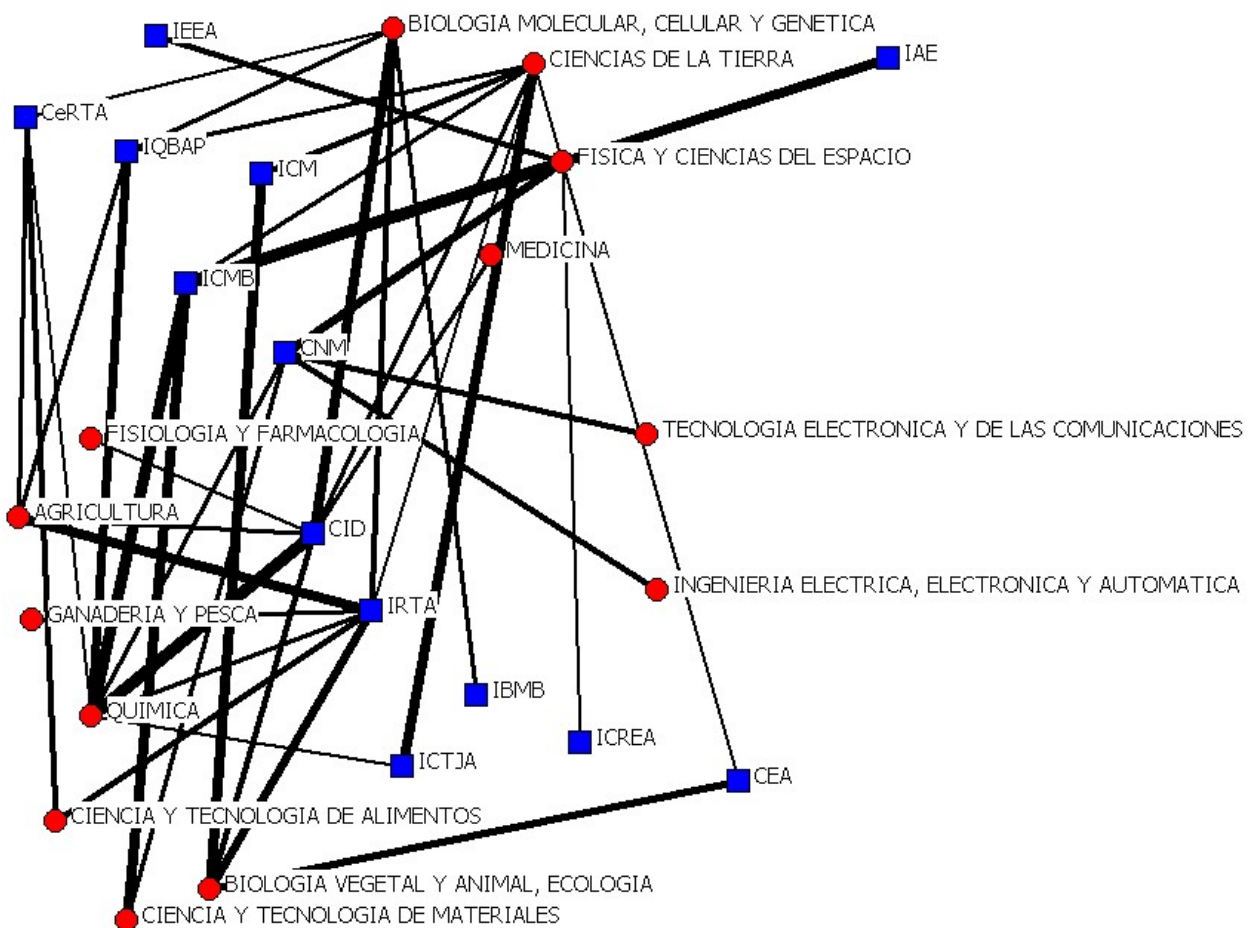 IEEA
BIOLOGIA MOLECULAR, CELULAR Y GENETICA
CIENCIAS DE LA TIERRA
IAE
CeRTA
IQBAP
ICM
FISICA Y CIENCIAS DEL ESPACIO
MEDICINA
ICMB
CNM
FISIOLOGIA Y FARMACOLOGIA
TECNOLOGIA ELECTRONICA Y DE LAS COMUNICACIONES
AGRICULTURA
CID
INGENIERIA ELECTRICA, ELECTRONICA Y AUTOMATICA
GANADERIA Y PESCA
IRTA
IBMB
QUIMICA
ICREA
ICTJA
CEA
CIENCIA Y TECNOLOGIA DE ALIMENTOS
BIOLOGIA VEGETAL Y ANIMAL, ECOLOGIA
CIENCIA Y TECNOLOGIA DE MATERIALES